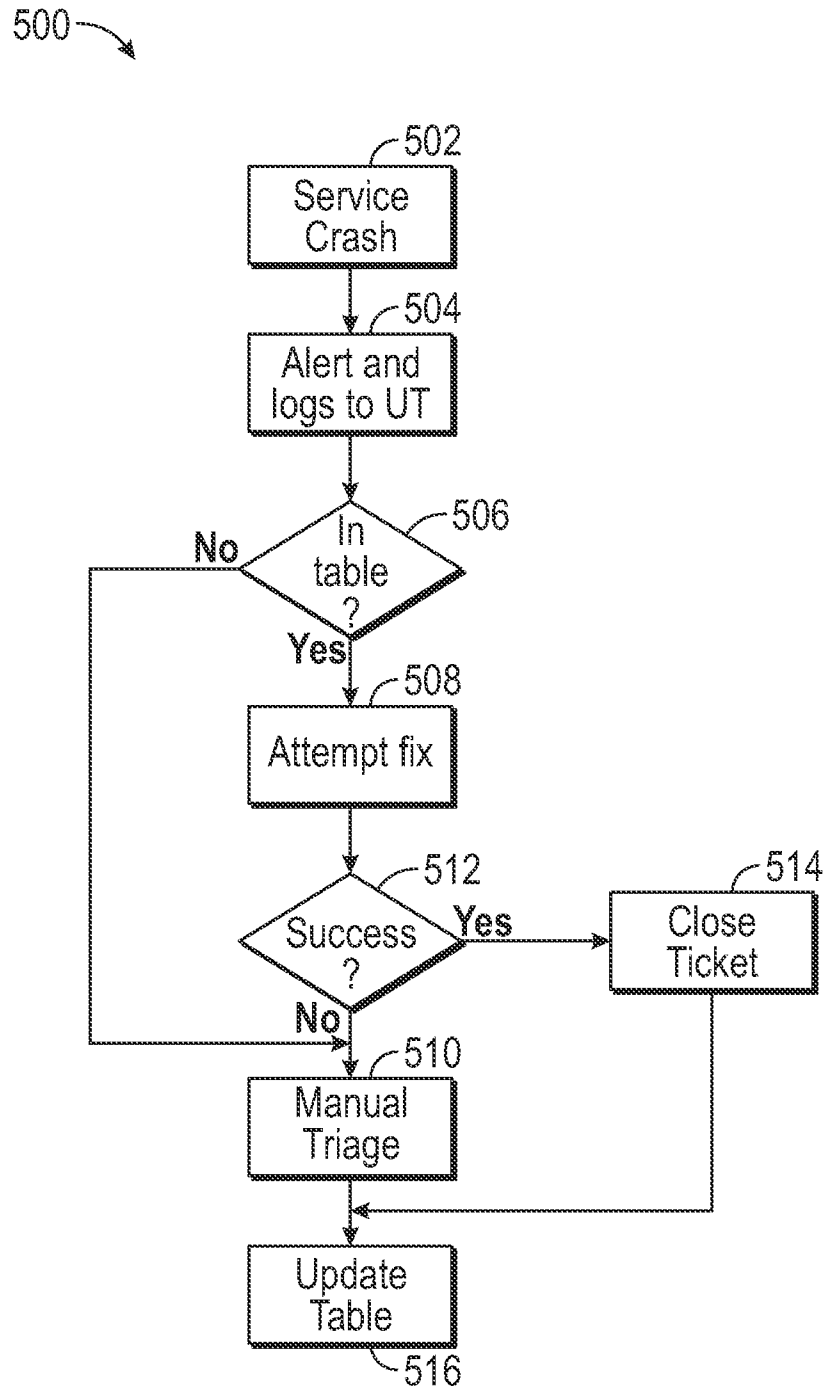 500
502
Service
Crash
504
Alert and
logs to UT
506
In
table
?
No
Yes
508
Attempt fix
512
Success
?
Yes
514
Close
Ticket
No
510
Manual
Triage
Update
Table
516